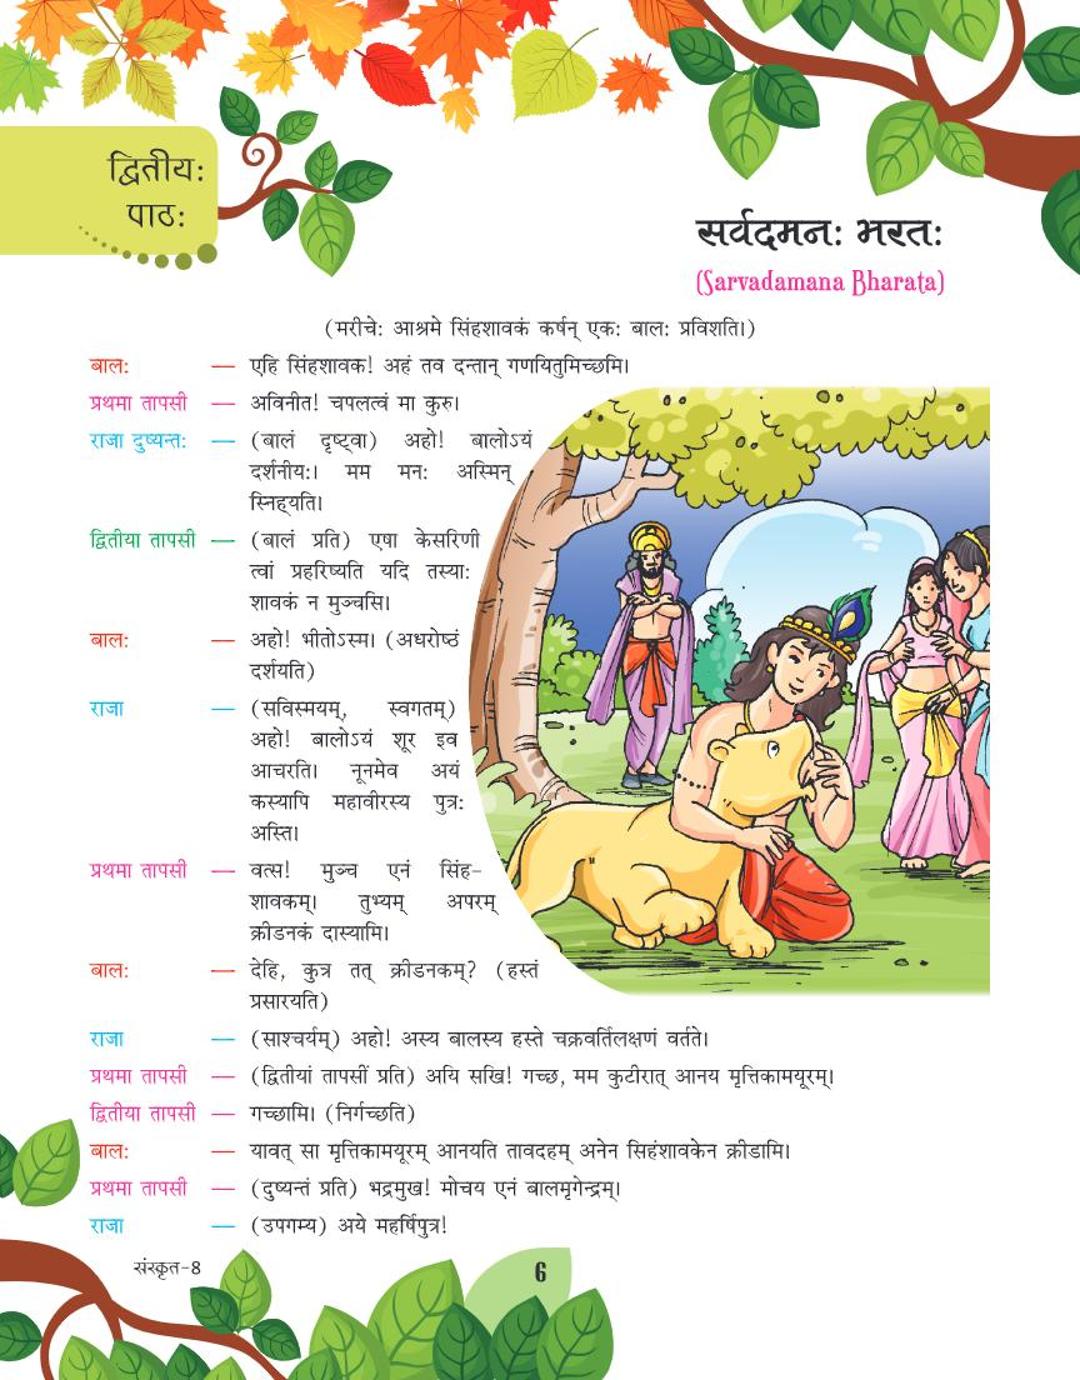 द्वितीयः
पाठः
सर्वदमनः भरतः
(Sarvadamana Bharata)
(मरीचेः आश्रमे सिंहशावकं कर्षन् एकः बालः प्रविशति।)
बालः — एहि सिंहशावक! अहं तव दन्तान् गणयितुमिच्छमि।
प्रथमा तापसी — अविनीत! चपलत्वं मा कुरु।
राजा दुष्यन्तः — (बालं दृष्ट्वा) अहो! बालोऽयं
दर्शनीयः। मम मनः अस्मिन्
स्निह्यति।
द्वितीया तापसी — (बालं प्रति) एषा केसरिणी
त्वां प्रहरिष्यति यदि तस्याः
शावकं न मुञ्चसि।
बालः — अहो! भीतोऽस्म। (अधरोष्ठं
दर्शयति)
राजा — (सविस्मयम्, स्वगतम्)
अहो! बालोऽयं शूर इव
आचरति। नूनमेव अयं
कस्यापि महावीरस्य पुत्रः
अस्ति।
प्रथमा तापसी — वत्स! मुञ्च एनं सिंह-
शावकम्। तुभ्यम् अपरम्
क्रीडनकं दास्यामि।
बालः — देहि, कुत्र तत् क्रीडनकम्? (हस्तं
प्रसारयति)
राजा — (साश्चर्यम्) अहो! अस्य बालस्य हस्ते चक्रवर्तिलक्षणं वर्तते।
प्रथमा तापसी — (द्वितीयां तापसीं प्रति) अयि सखि! गच्छ, मम कुटीरात् आनय मृत्तिकामयूरम्।
द्वितीया तापसी — गच्छामि। (निर्गच्छति)
बालः — यावत् सा मृत्तिकामयूरम् आनयति तावदहम् अनेन सिहंशावकेन क्रीडामि।
प्रथमा तापसी — (दुष्यन्तं प्रति) भद्रमुख! मोचय एनं बालमृगेन्द्रम्।
राजा — (उपगम्य) अये महर्षिपुत्र!
संस्कृत-8
6